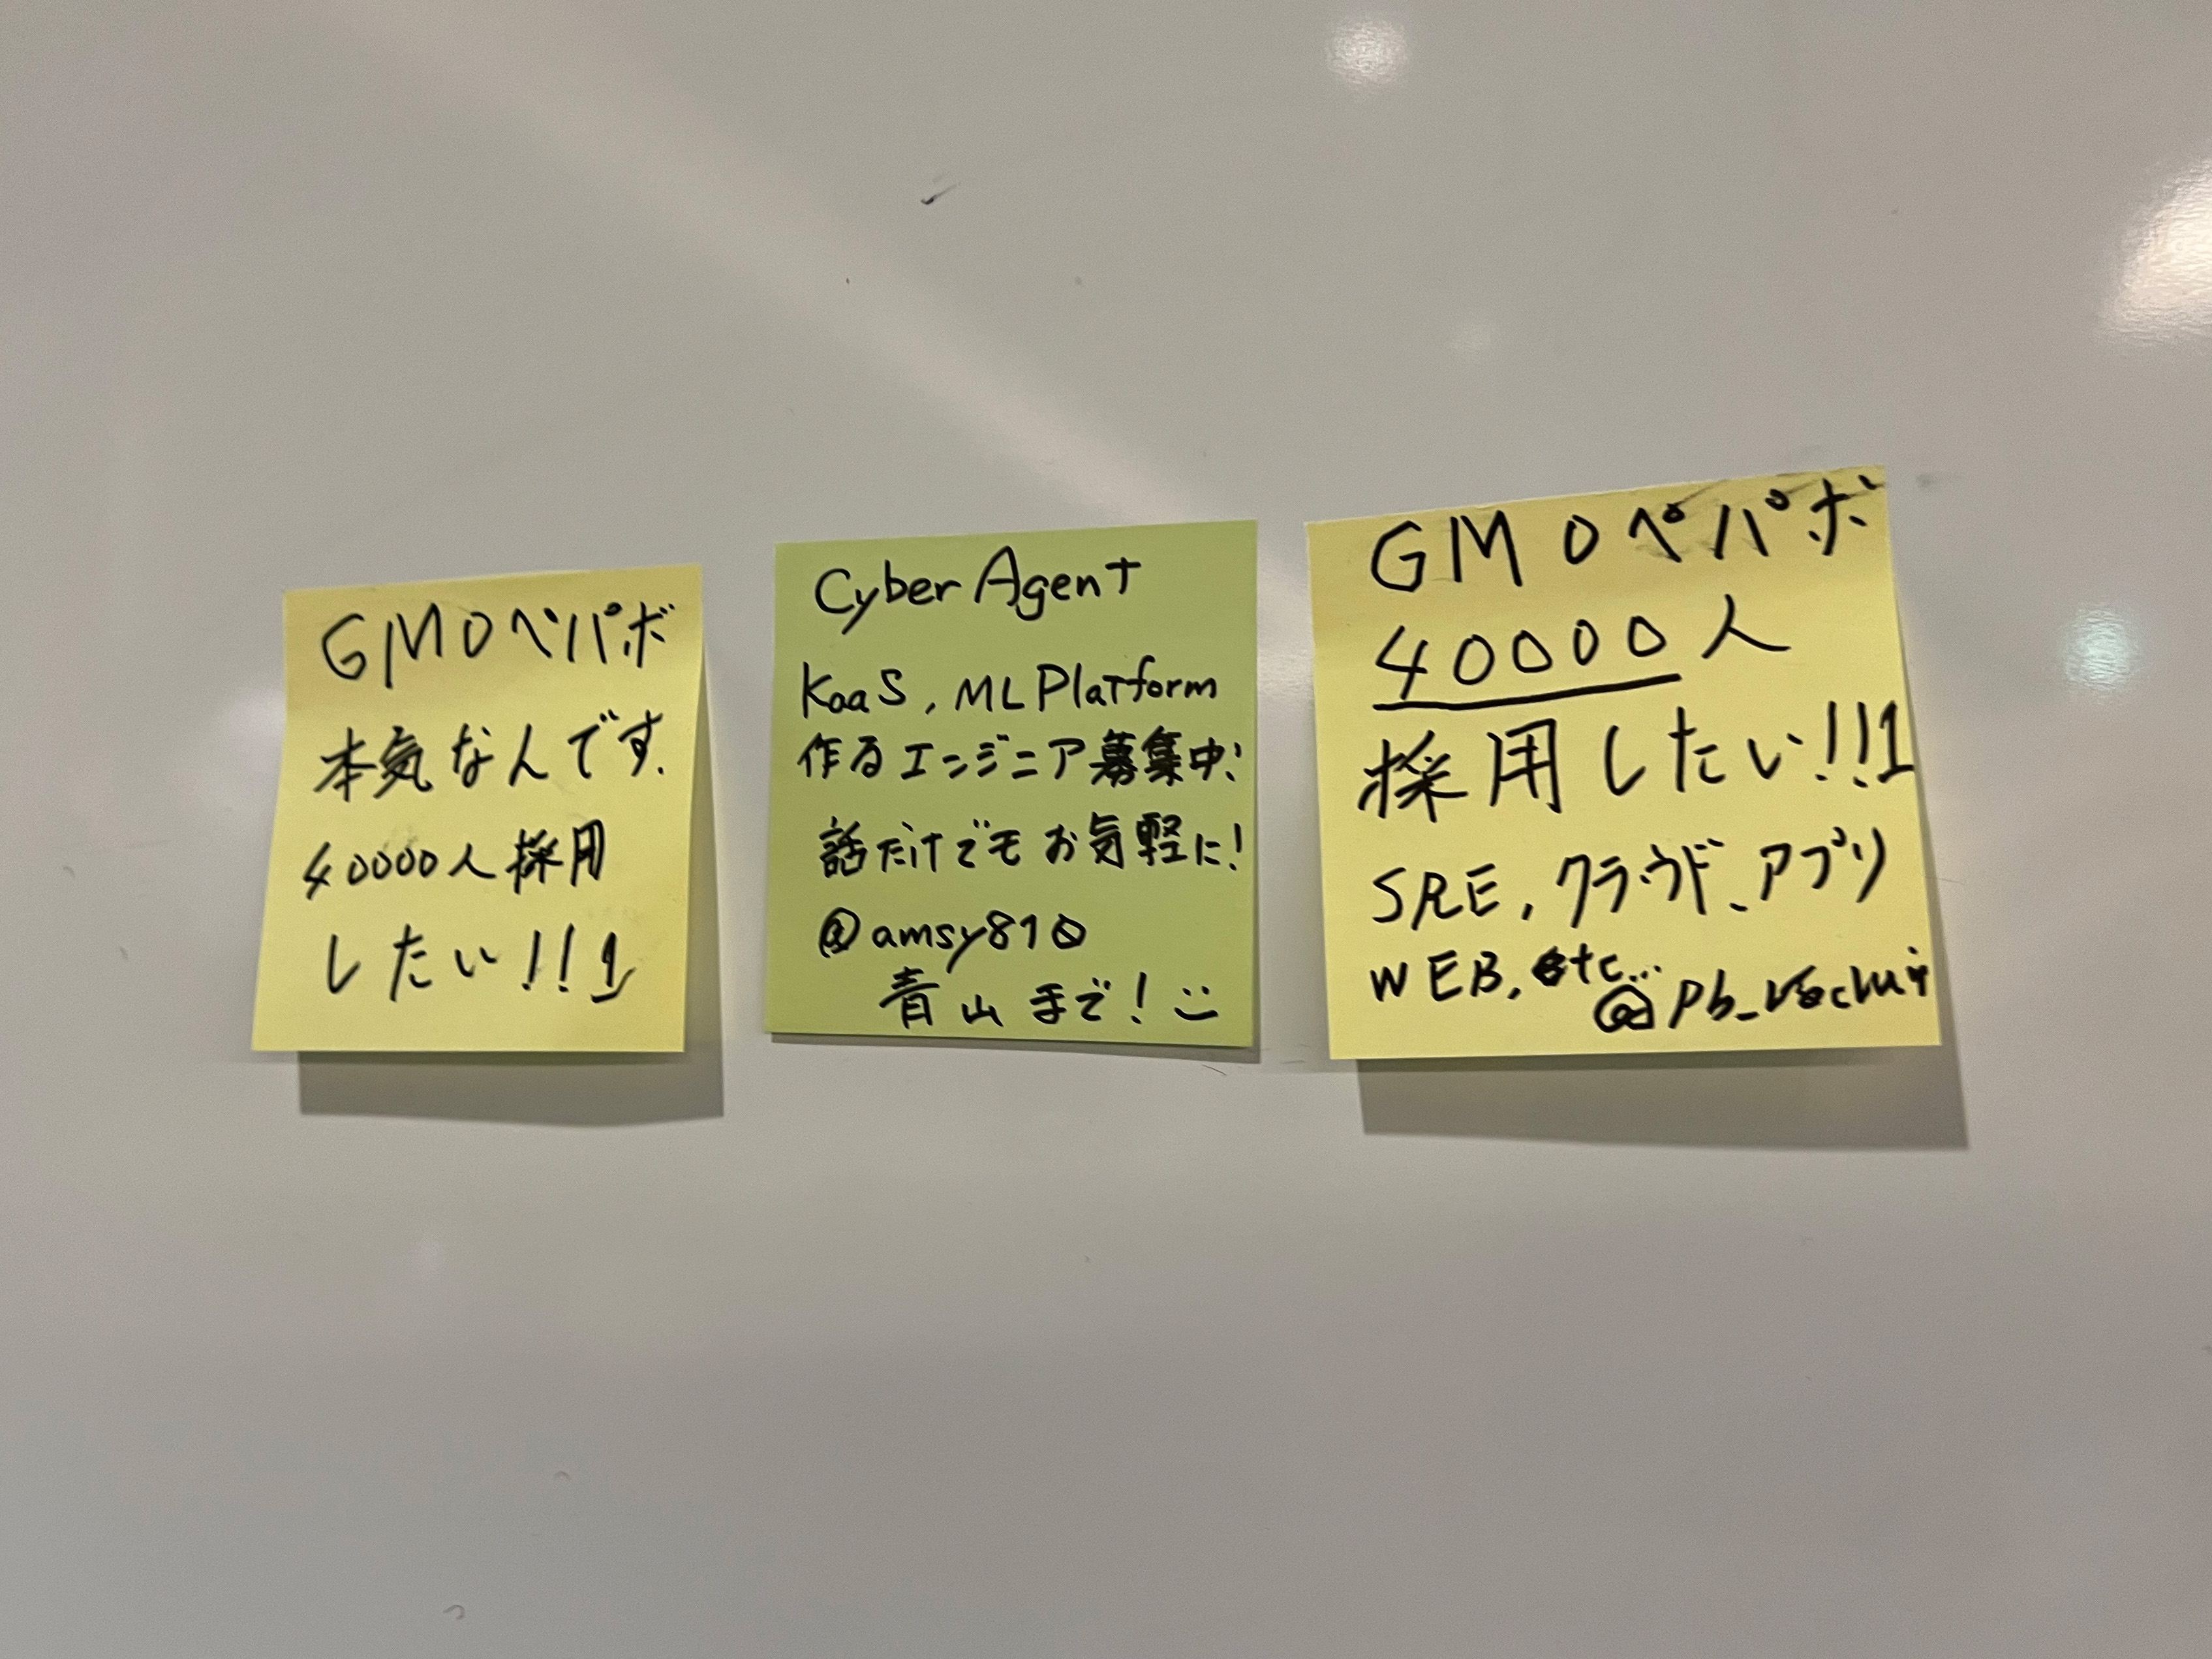 GMOペパボ
本気なんです.
40000人採用
したい!!1
CyberAgent
KaaS, ML Platform
作るエンジニア募集中!
話だけでもお気軽に!
@amsy810
青山まで!
GMOペパボ
40000人
採用したい!!1
SRE, クラウド、アプリ
WEB, etc...